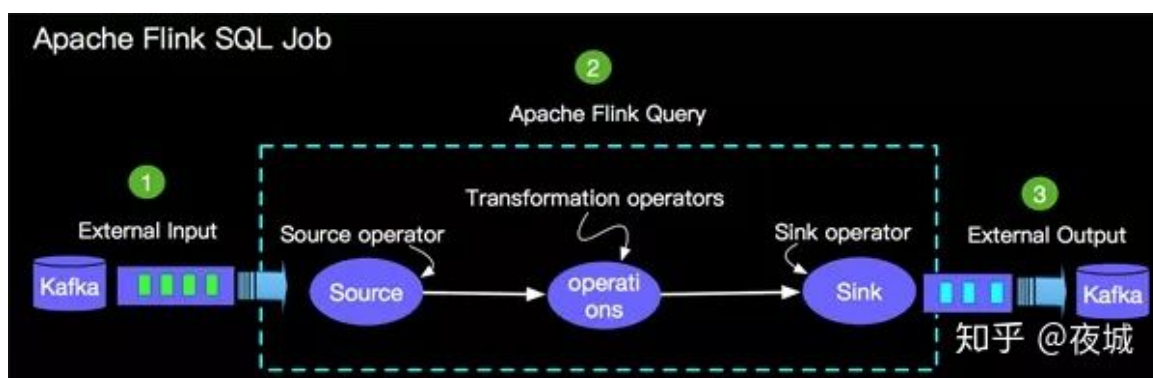 Apache Flink SQL Job
2
Apache Flink Query
1
Transformation operators
3
External Input
Source operator
Sink operator
External Output
Kafka
Source
operati
ons
Sink
Kafka
知乎 @夜城